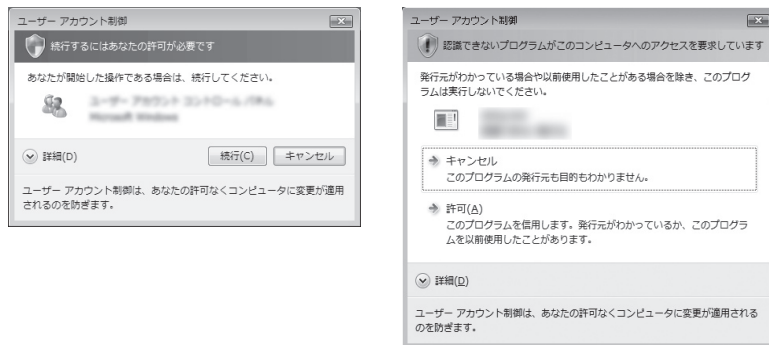 ユーザー アカウント制御
続行するにはあなたの許可が必要です
あなたが開始した操作である場合は、続行してください。
詳細(D)
続行(C)
キャンセル
ユーザー アカウント制御は、あなたの許可なくコンピュータに変更が適用
されるのを防ぎます。
ユーザー アカウント制御
認識できないプログラムがこのコンピュータへのアクセスを要求しています
発行元がわかっている場合や以前使用したことがある場合を除き、このプログ
ラムは実行しないでください。
キャンセル
このプログラムの発行元も目的もわかりません。
許可(A)
このプログラムを信用します。発行元がわかっているか、このプログラ
ムを以前使用したことがあります。
詳細(D)
ユーザー アカウント制御は、あなたの許可なくコンピュータに変更が適用される
のを防ぎます。